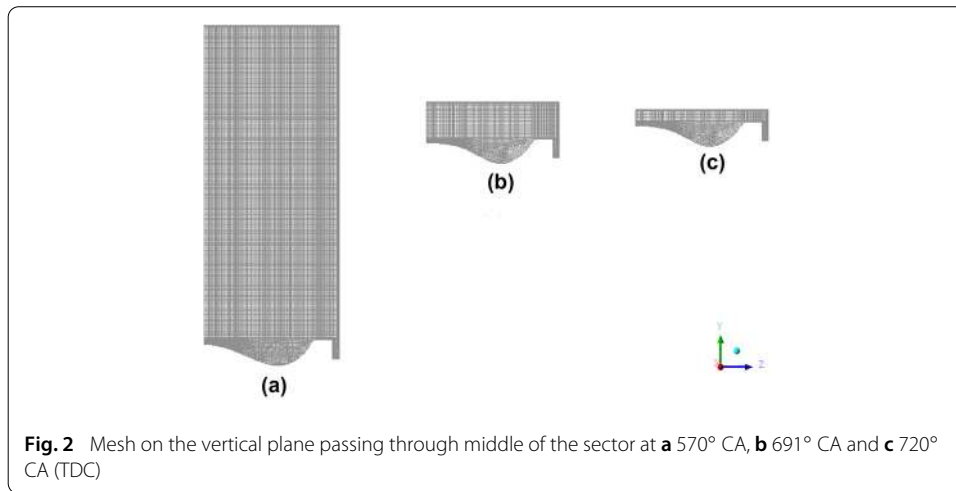 (a)
(b)
(c)
Y
Z
Fig. 2 Mesh on the vertical plane passing through middle of the sector at a 570° CA, b 691° CA and c 720°
CA (TDC)